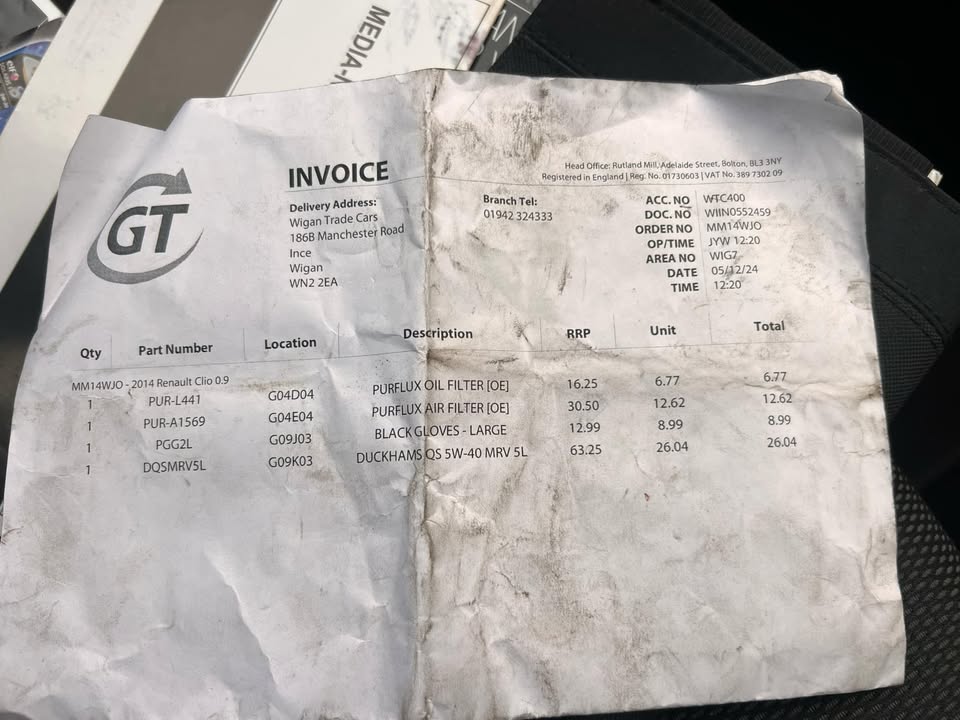 MEDIA-
GT
INVOICE
Head Office: Rutland Mill, Adelaide Street, Bolton, BL3 3NY
Registered in England | Reg. No. 01730603 | VAT No. 389 7302 09
Delivery Address:
Wigan Trade Cars
186B Manchester Road
Ince
Wigan
WN2 2EA
Branch Tel:
01942 324333
ACC. NO WTC400
DOC. NO WIIN0552459
ORDER NO MM14WJO
OP/TIME JYW 12:20
AREA NO WIG7
DATE 05/12/24
TIME 12:20
Qty Part Number Location Description RRP Unit Total
MM14WJO - 2014 Renault Clio 0.9
1 PUR-L441 G04D04 PURFLUX OIL FILTER [OE] 16.25 6.77 6.77
1 PUR-A1569 G04E04 PURFLUX AIR FILTER [OE] 30.50 12.62 12.62
1 PGG2L G09J03 BLACK GLOVES - LARGE 12.99 8.99 8.99
1 DQSMRV5L G09K03 DUCKHAMS QS 5W-40 MRV 5L 63.25 26.04 26.04